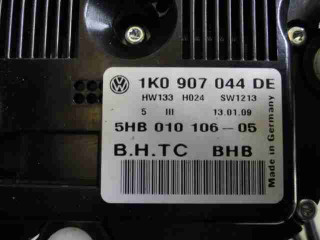 1K0 907 044 DE
HW133 H024 SW1213
5 III 13.01.09
5HB 010 106-05
B.H.TC BHB
Made in Germany